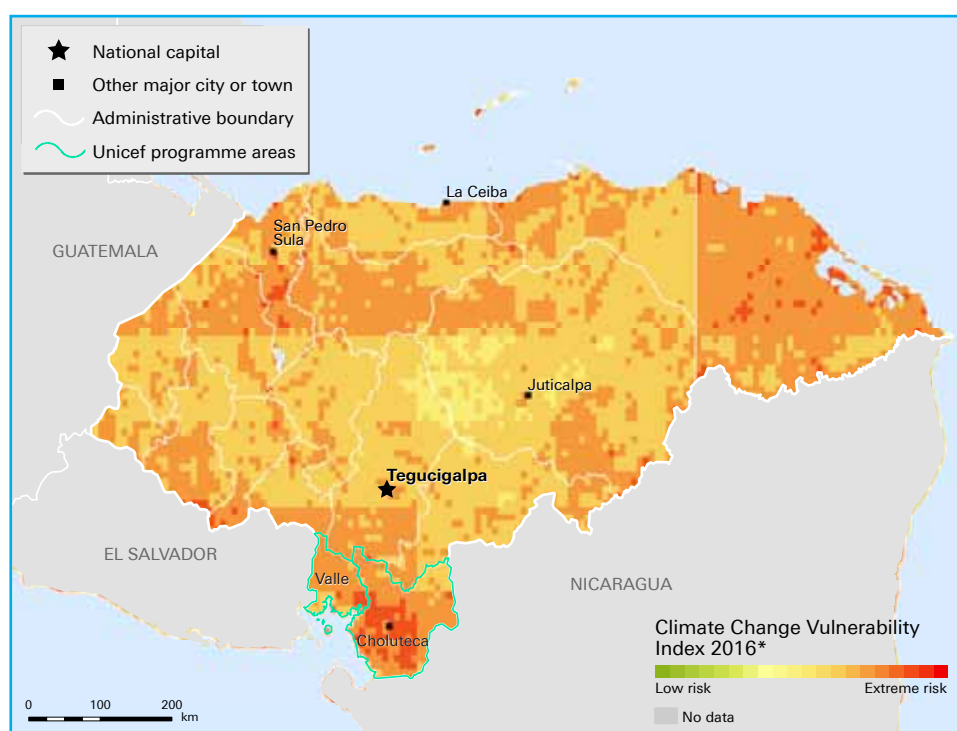 National capital
Other major city or town
Administrative boundary
Unicef programme areas
La Ceiba
San Pedro
Sula
GUATEMALA
Juticalpa
Tegucigalpa
EL SALVADOR
Valle
NICARAGUA
Choluteca
Climate Change Vulnerability
Index 2016*
Low risk
Extreme risk
No data
0 100 200
km